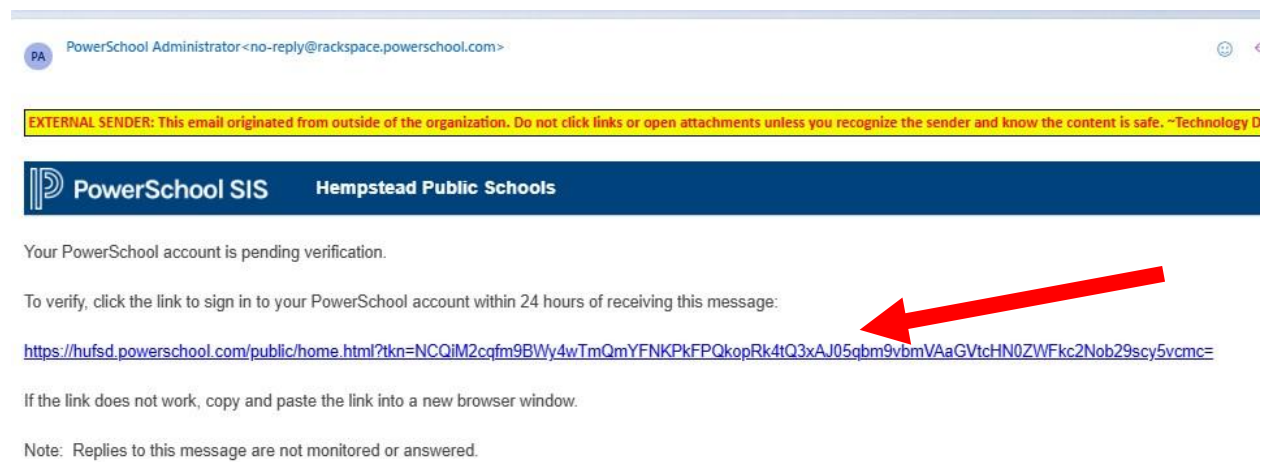 PowerSchool Administrator<no-reply@rackspace.powerschool.com>
PA
EXTERNAL SENDER: This email originated from outside of the organization. Do not click links or open attachments unless you recognize the sender and know the content is safe. ~Technology D
PowerSchool SIS Hempstead Public Schools
Your PowerSchool account is pending verification.
To verify, click the link to sign in to your PowerSchool account within 24 hours of receiving this message:
https://hufsd.powerschool.com/public/home.html?tkn=NCQiM2cqfm9BWy4wTmQmYFNKPkFPQkopRk4tQ3xAJ05qbm9vbmVAaGVtcHN0ZWFkc2Nob29scy5vcmc=
If the link does not work, copy and paste the link into a new browser window.
Note: Replies to this message are not monitored or answered.